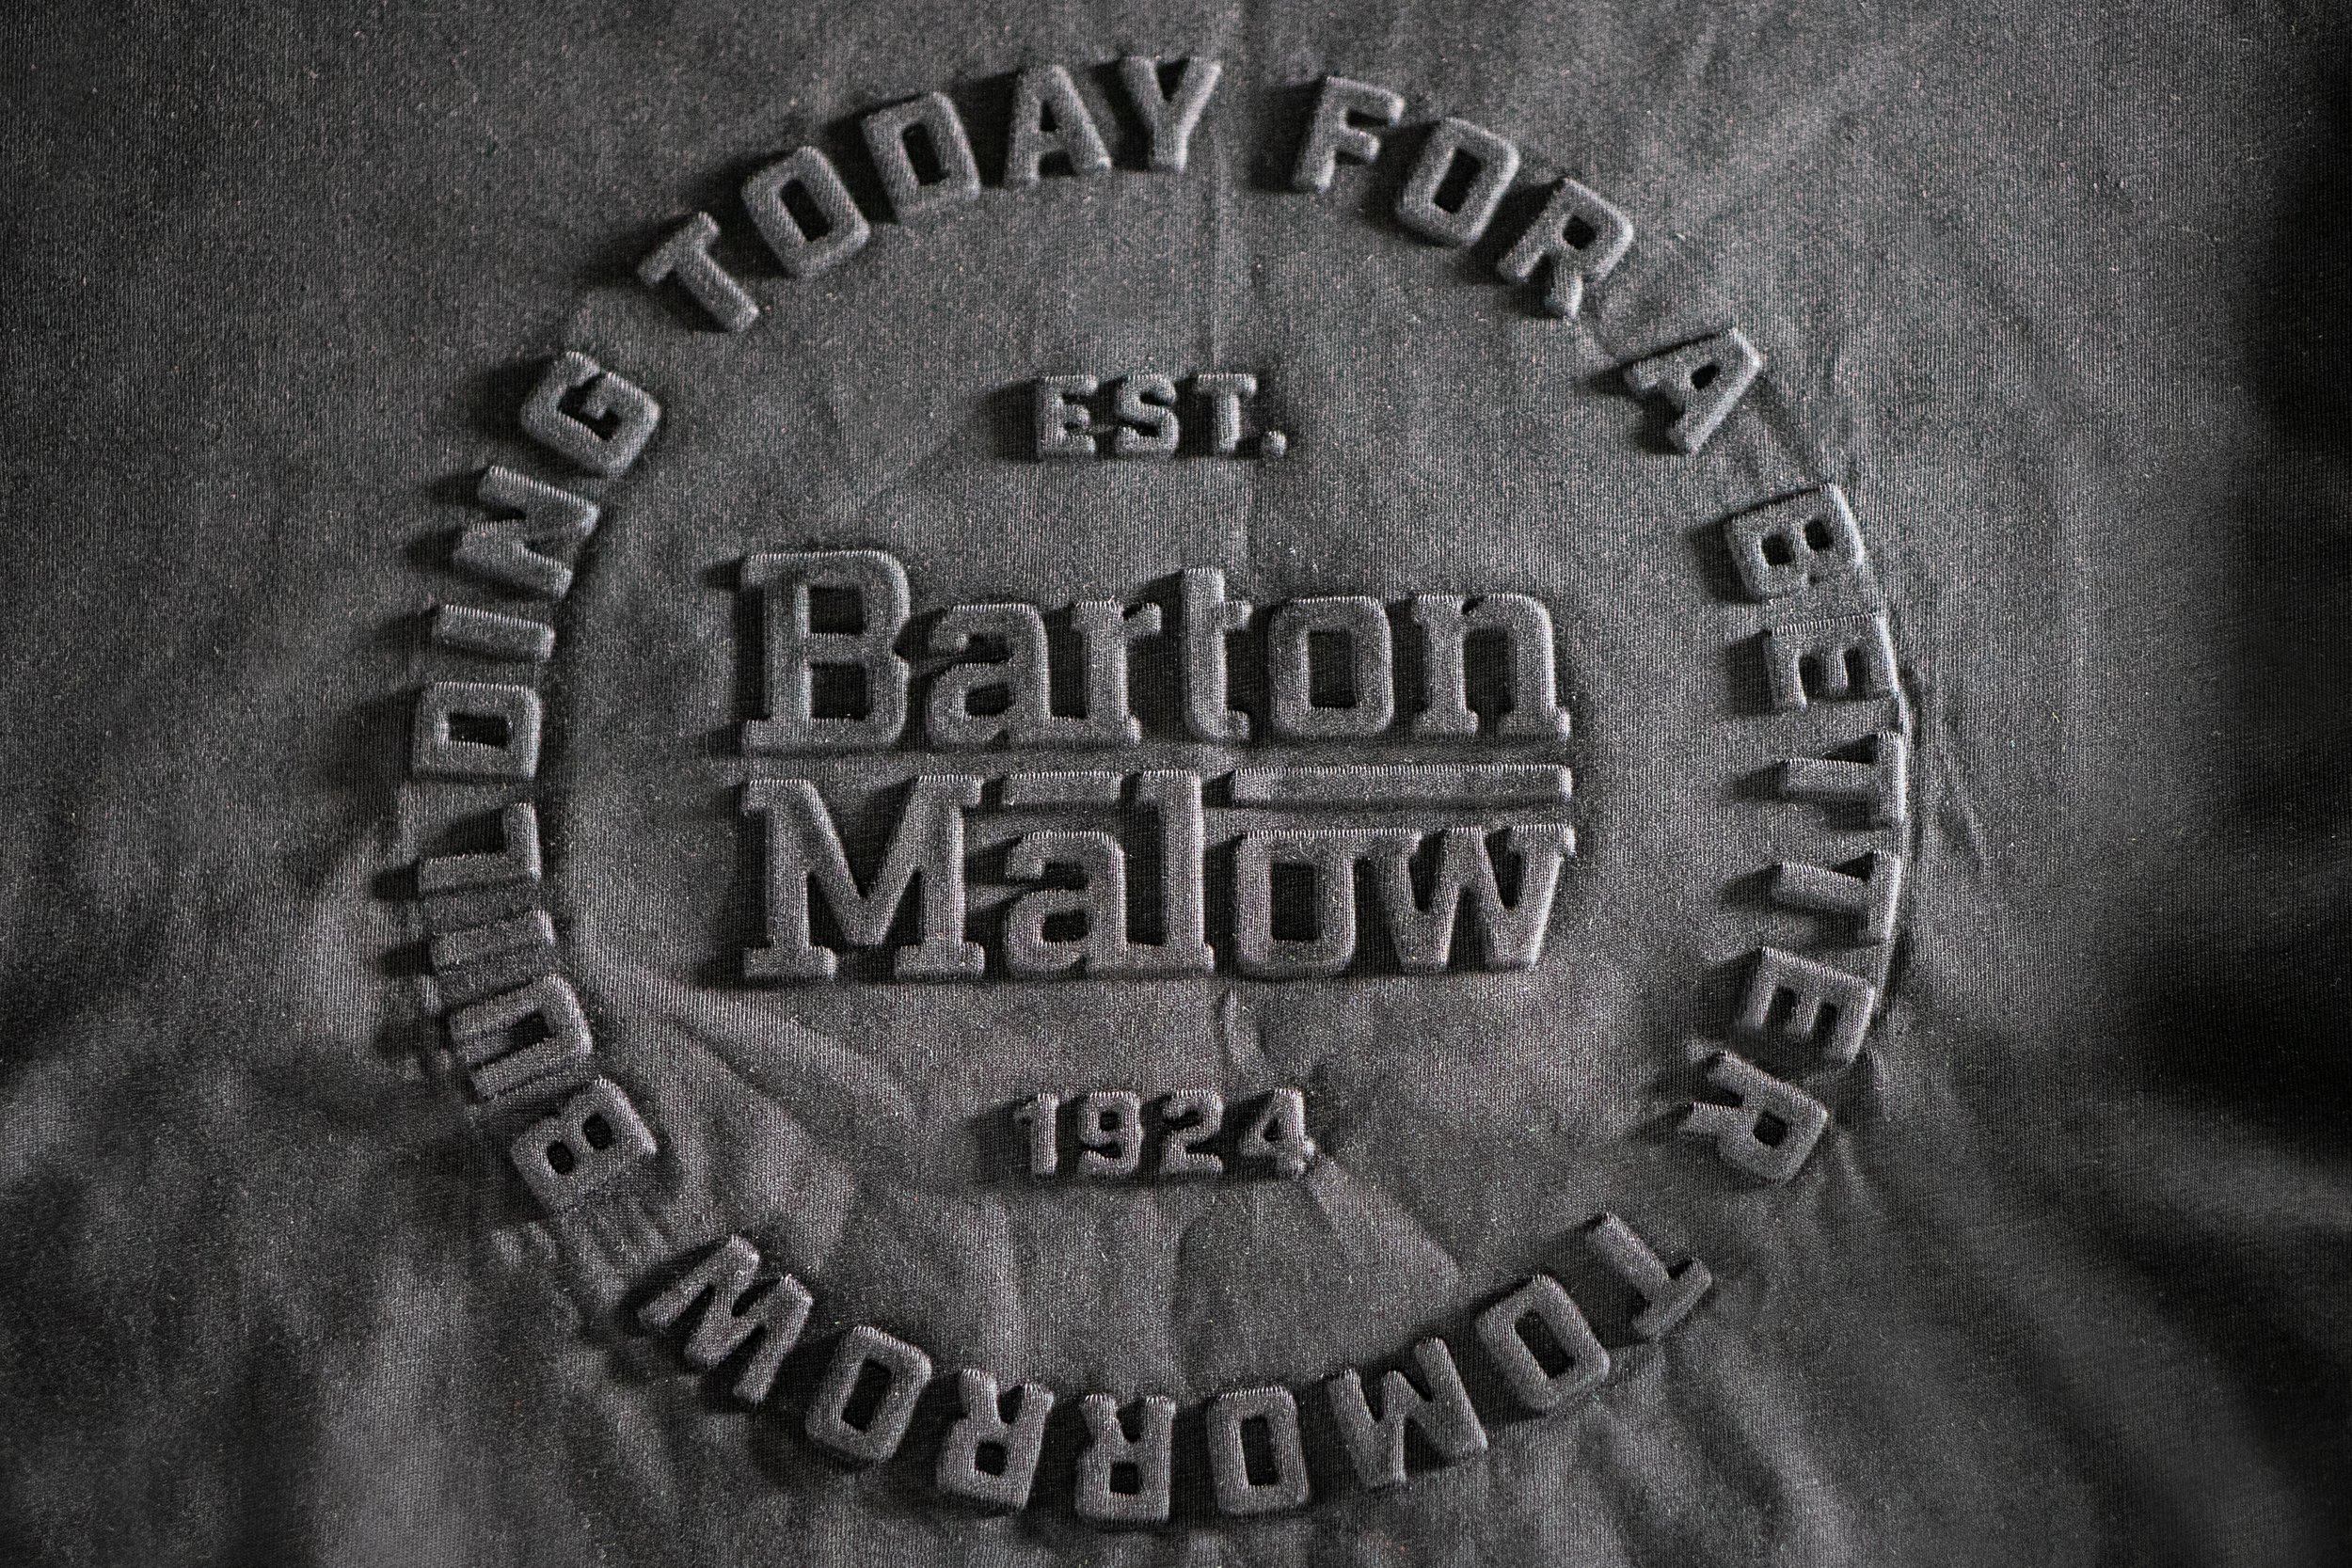 BUILDING TODAY FOR A BETTER TOMORROW
EST.
Barton
Malow
1924